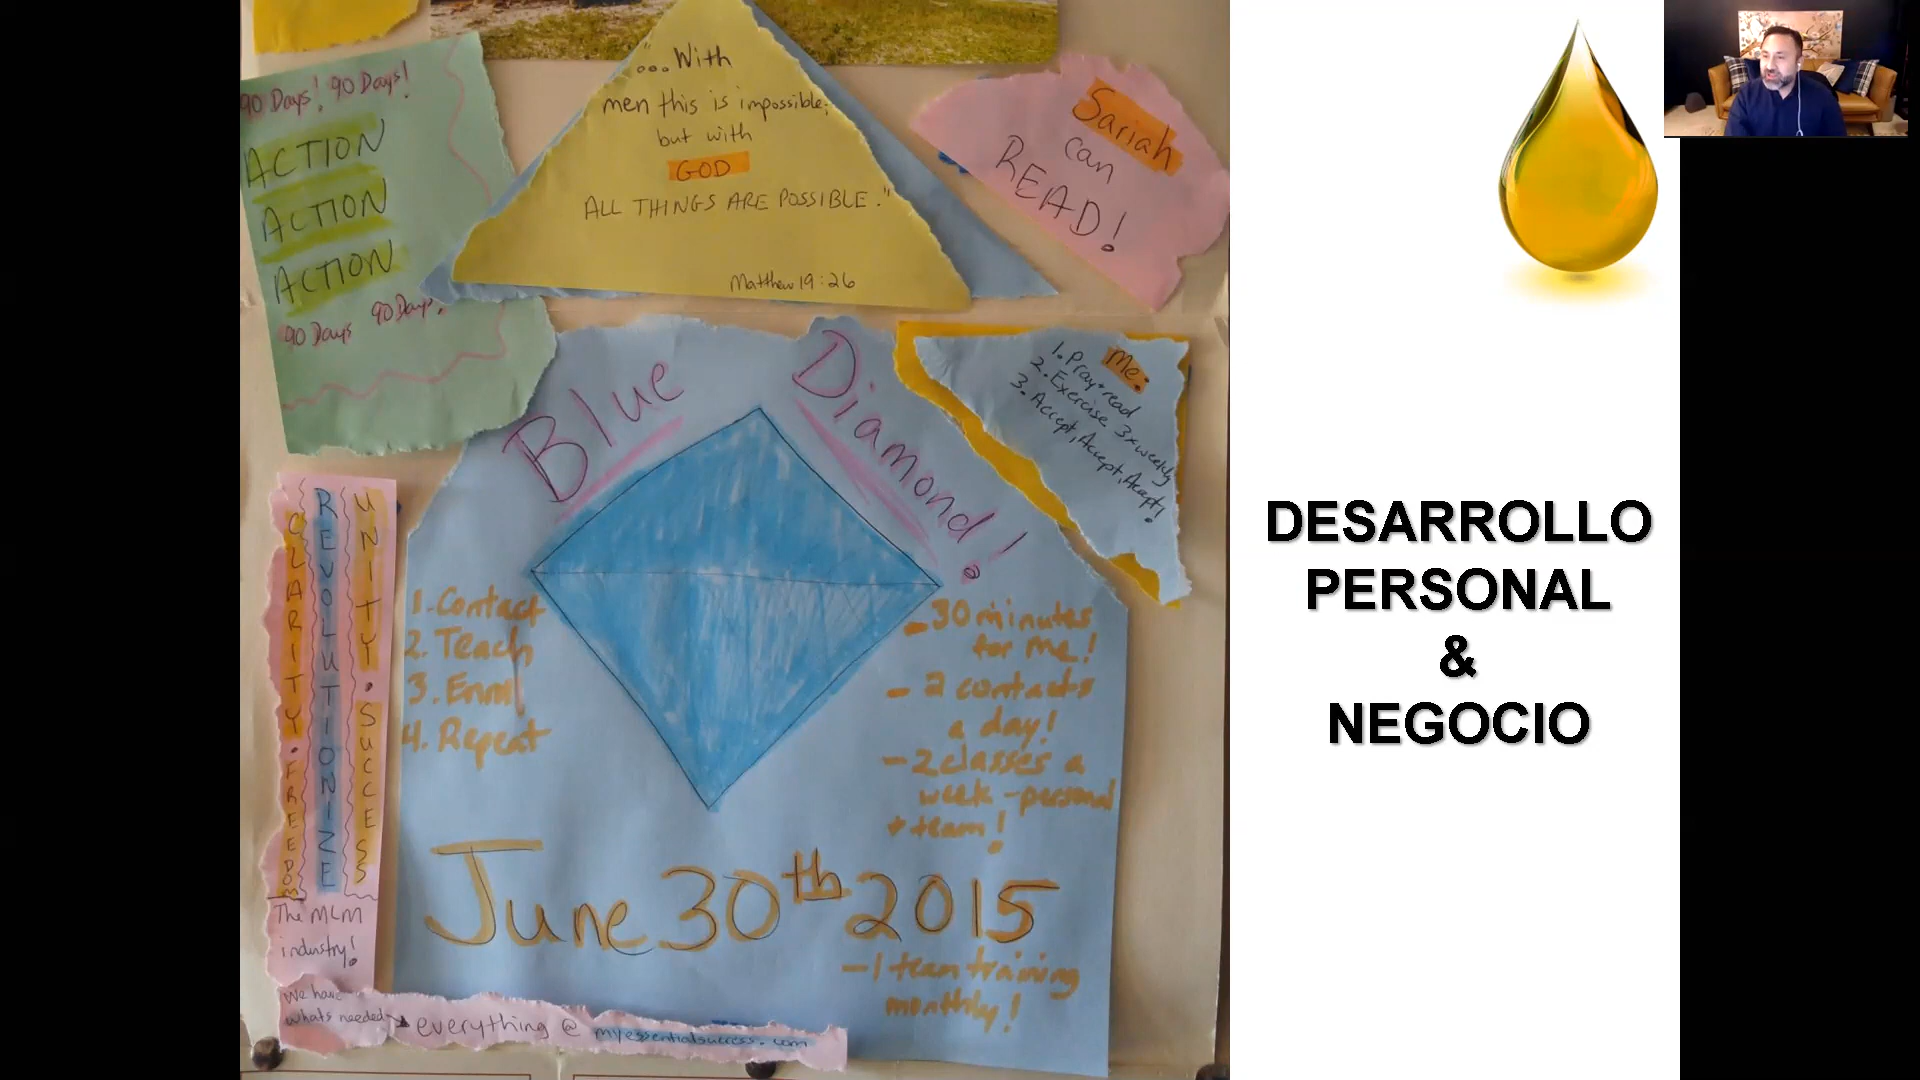 90 Days! 90 Days!
ACTION
ACTION
ACTION
90 Days 90 Days!
"...With
men this is impossible;
but with
GOD
ALL THINGS ARE POSSIBLE."
Matthew 19:26
Sariah
can
READ!
Me:
1. Pray + read
2. Exercise 3x weekly
3. Accept, Accept, Accept!
Blue Diamond!
1. Contact
2. Teach
3. Enroll
4. Repeat
- 30 minutes
for me!
- 2 contacts
a day!
- 2 classes a
week - personal
+ team!
June 30th 2015
- 1 team training
monthly!
CLARITY • FREEDOM
REVOLUTIONIZE
UNITY • SUCCESS
The MLM
industry!
We have
whats needed
everything @ myessentialsuccess.com
DESARROLLO
PERSONAL
&
NEGOCIO